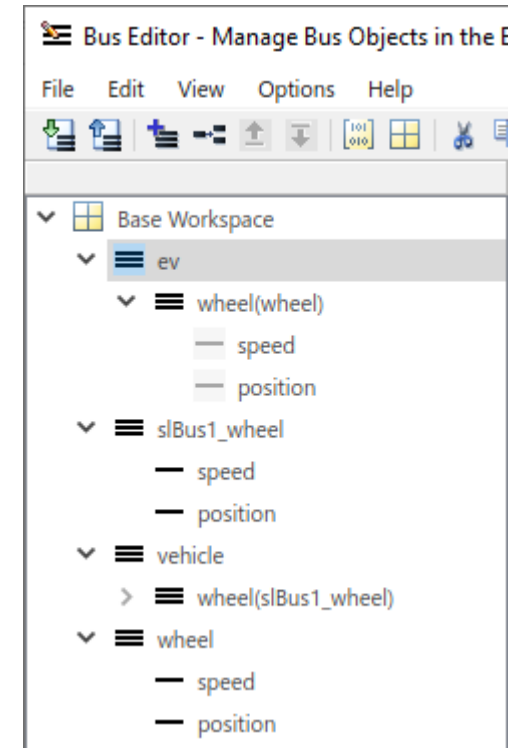 Bus Editor - Manage Bus Objects in the
File Edit View Options Help
Base Workspace
ev
wheel(wheel)
speed
position
slBus1_wheel
speed
position
vehicle
wheel(slBus1_wheel)
wheel
speed
position